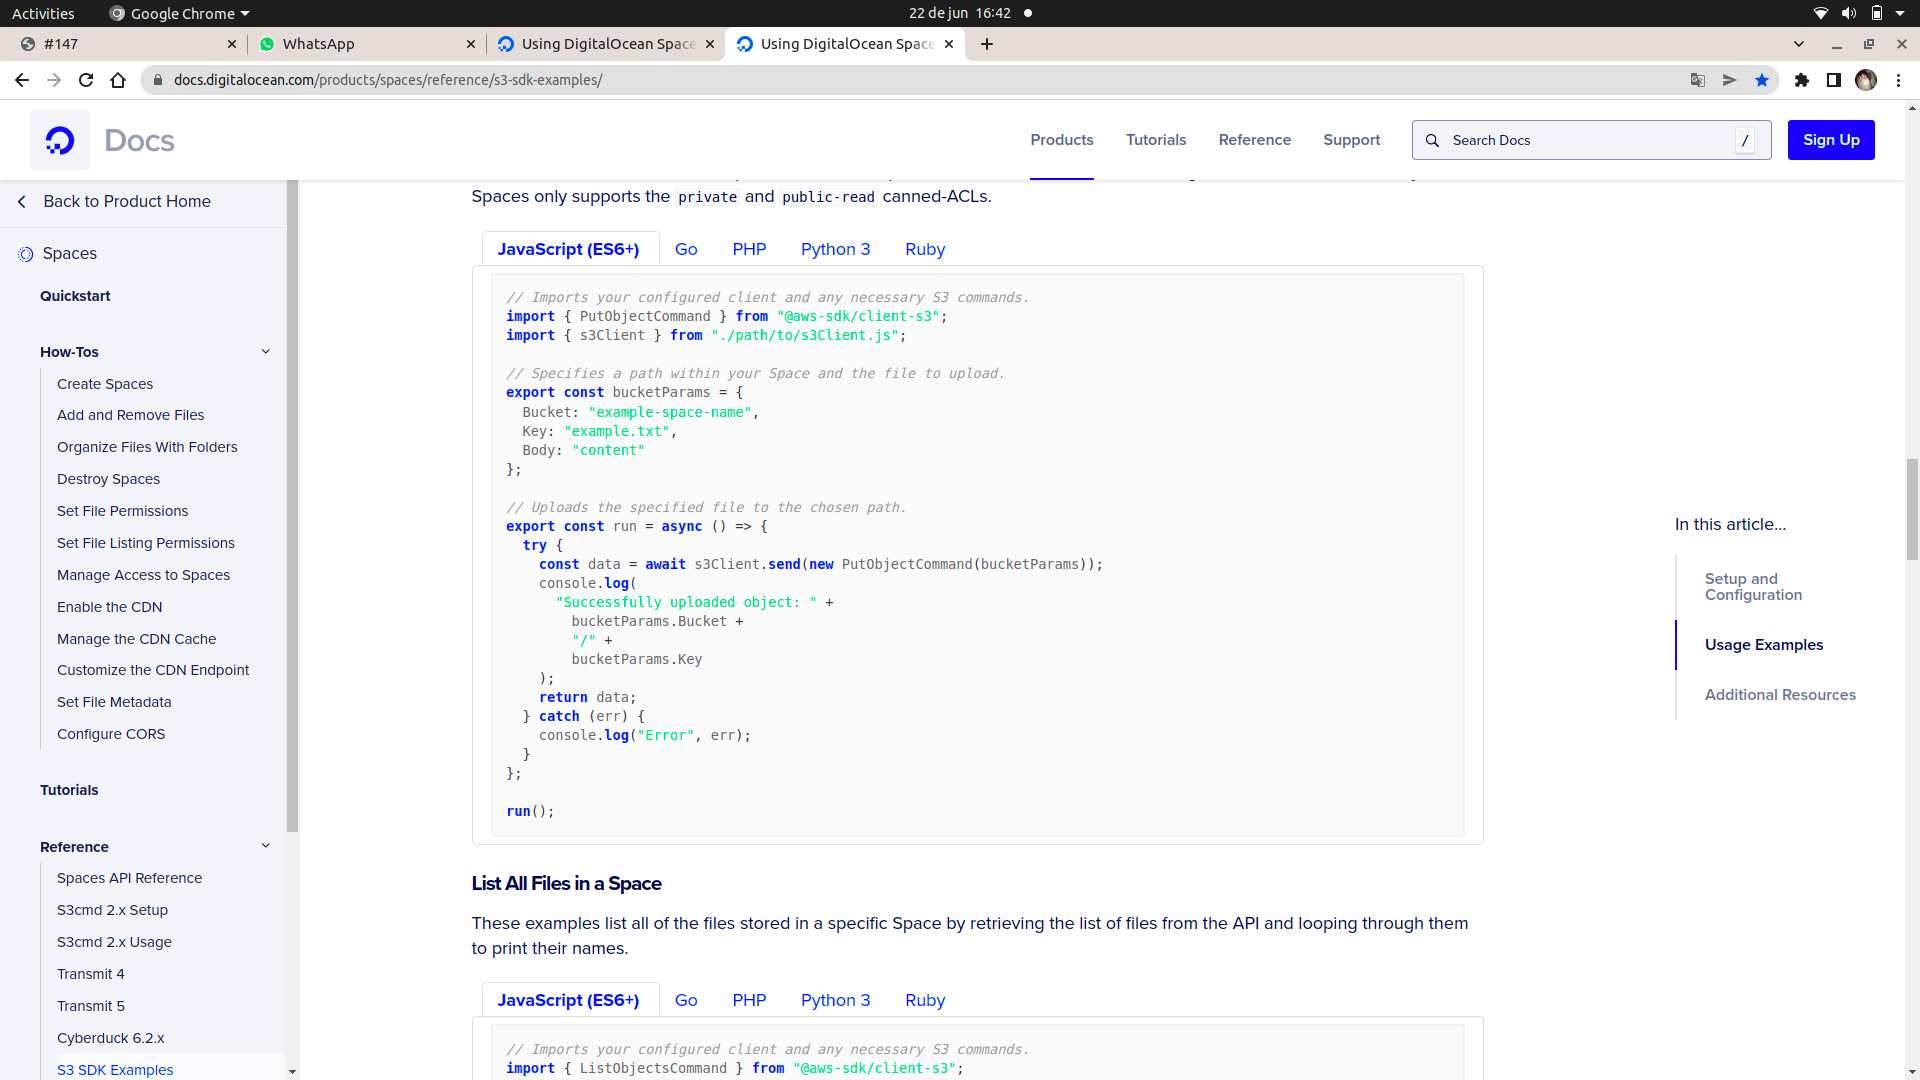 Activities
Google Chrome
22 de jun 16:42
#147
WhatsApp
Using DigitalOcean Space
Using DigitalOcean Space
docs.digitalocean.com/products/spaces/reference/s3-sdk-examples/
Docs
Products
Tutorials
Reference
Support
Search Docs
/
Sign Up
Back to Product Home
Spaces
Quickstart
How-Tos
Create Spaces
Add and Remove Files
Organize Files With Folders
Destroy Spaces
Set File Permissions
Set File Listing Permissions
Manage Access to Spaces
Enable the CDN
Manage the CDN Cache
Customize the CDN Endpoint
Set File Metadata
Configure CORS
Tutorials
Reference
Spaces API Reference
S3cmd 2.x Setup
S3cmd 2.x Usage
Transmit 4
Transmit 5
Cyberduck 6.2.x
S3 SDK Examples
Spaces only supports the private and public-read canned-ACLs.
JavaScript (ES6+) Go PHP Python 3 Ruby
// Imports your configured client and any necessary S3 commands.
import { PutObjectCommand } from "@aws-sdk/client-s3";
import { s3Client } from "./path/to/s3Client.js";
// Specifies a path within your Space and the file to upload.
export const bucketParams = {
Bucket: "example-space-name",
Key: "example.txt",
Body: "content"
};
// Uploads the specified file to the chosen path.
export const run = async () => {
try {
const data = await s3Client.send(new PutObjectCommand(bucketParams));
console.log(
"Successfully uploaded object: " +
bucketParams.Bucket +
"/" +
bucketParams.Key
);
return data;
} catch (err) {
console.log("Error", err);
}
};
run();
List All Files in a Space
These examples list all of the files stored in a specific Space by retrieving the list of files from the API and looping through them
to print their names.
JavaScript (ES6+) Go PHP Python 3 Ruby
// Imports your configured client and any necessary S3 commands.
import { ListObjectsCommand } from "@aws-sdk/client-s3";
In this article...
Setup and
Configuration
Usage Examples
Additional Resources